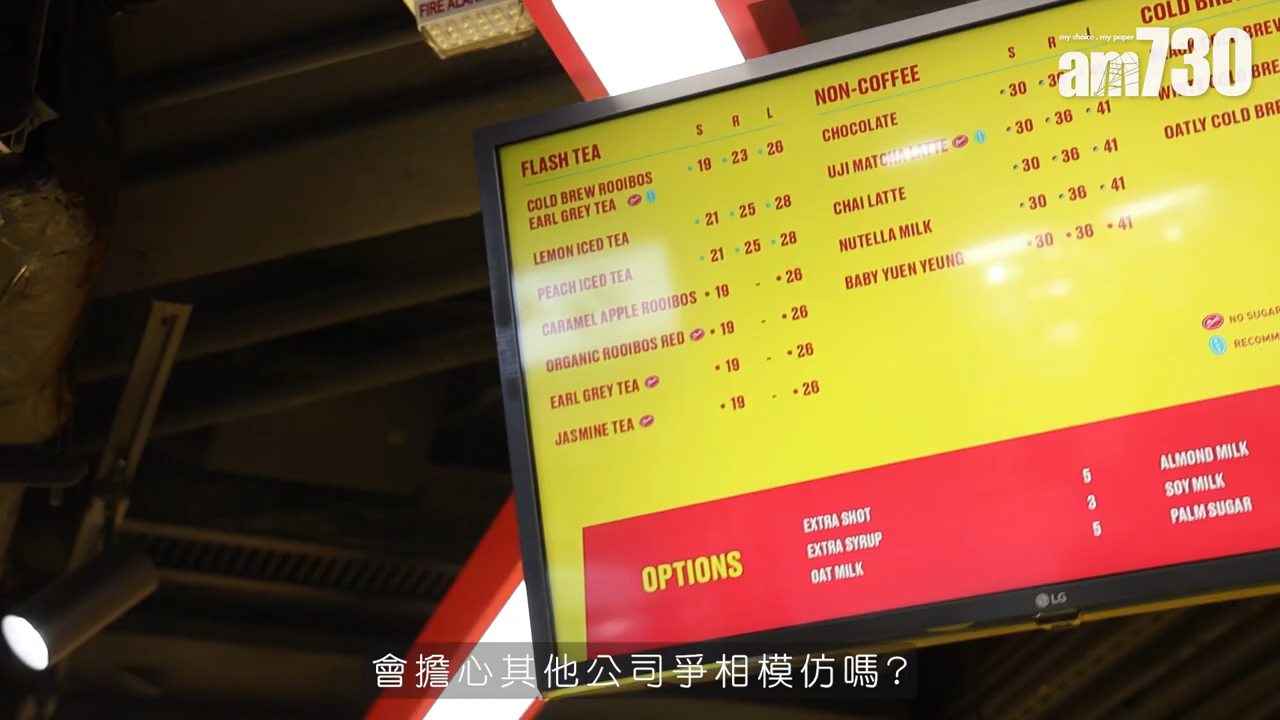 FIRE ALARM
my choice . my paper
am730
FLASH TEA S R L
COLD BREW ROOIBOS
EARL GREY TEA 19 23 26
LEMON ICED TEA 21 25 28
PEACH ICED TEA 21 25 28
CARAMEL APPLE ROOIBOS 19 - 26
ORGANIC ROOIBOS RED 19 - 26
EARL GREY TEA 19 - 26
JASMINE TEA 19 - 26
NON-COFFEE S R L
CHOCOLATE 30 36
UJI MATCHA LATTE 30 36 41
CHAI LATTE 30 36 41
NUTELLA MILK 30 36 41
BABY YUEN YEUNG 30 36 41
COLD BREW
OATLY COLD BRE
NO SUGAR
RECOMM
OPTIONS
EXTRA SHOT 5
EXTRA SYRUP 3
OAT MILK 5
ALMOND MILK
SOY MILK
PALM SUGAR
LG
會擔心其他公司爭相模仿嗎?